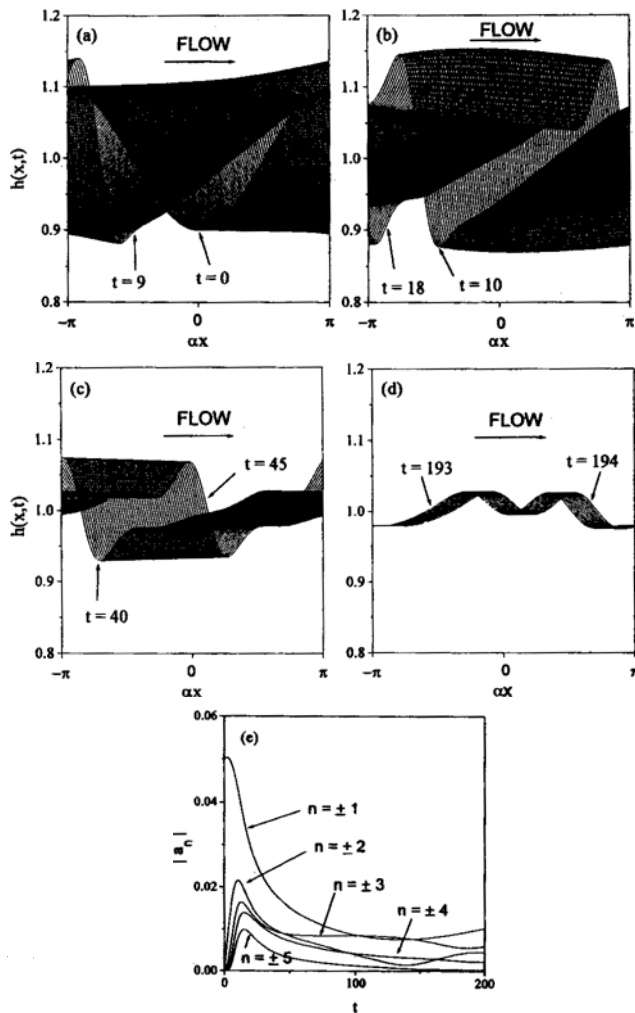 (a)
FLOW
h(x,t)
1.2
1.1
1.0
0.9
0.8
t = 9
t = 0
−π
0
π
αx
(b)
FLOW
1.2
1.1
1.0
0.9
0.8
t = 18
t = 10
−π
0
π
αx
(c)
FLOW
h(x,t)
1.2
1.1
1.0
0.9
0.8
t = 45
t = 40
−π
0
π
αx
(d)
FLOW
1.2
1.1
1.0
0.9
0.8
t = 193
t = 194
−π
0
π
αx
(e)
|a_n|
0.06
0.04
0.02
0.00
n = ± 1
n = ± 2
n = ± 3
n = ± 4
n = ± 5
0
100
200
t